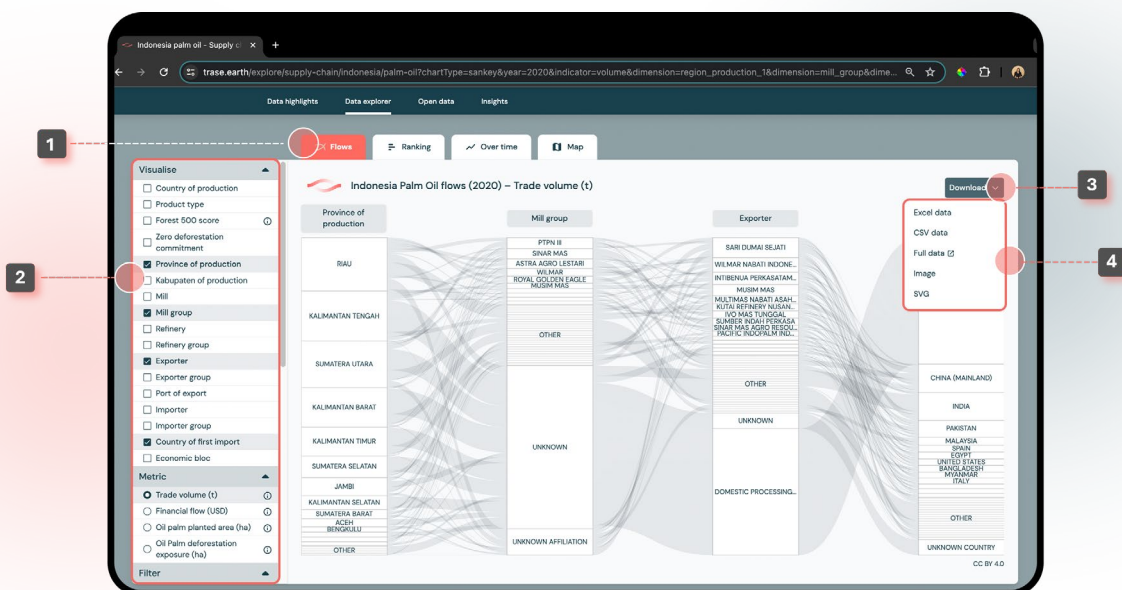 Indonesia palm oil - Supply c
trase.earth/explore/supply-chain/indonesia/palm-oil?chartType=sankey&year=2020&indicator=volume&dimension=region_production_1&dimension=mill_group&dime...
Data highlights Data explorer Open data Insights
1
Flows Ranking Over time Map
Visualise
Country of production
Product type
Forest 500 score
Zero deforestation
commitment
Province of production
Kabupaten of production
Mill
Mill group
Refinery
Refinery group
Exporter
Exporter group
Port of export
Importer
Importer group
Country of first import
Economic bloc
Metric
Trade volume (t)
Financial flow (USD)
Oil palm planted area (ha)
Oil Palm deforestation
exposure (ha)
Filter
2
Indonesia Palm Oil flows (2020) – Trade volume (t)
Download
3
Excel data
CSV data
Full data
Image
SVG
4
Province of
production
RIAU
KALIMANTAN TENGAH
SUMATERA UTARA
KALIMANTAN BARAT
KALIMANTAN TIMUR
SUMATERA SELATAN
JAMBI
KALIMANTAN SELATAN
SUMATERA BARAT
ACEH
BENGKULU
OTHER
Mill group
PTPN III
SINAR MAS
ASTRA AGRO LESTARI
WILMAR
ROYAL GOLDEN EAGLE
MUSIM MAS
OTHER
UNKNOWN
UNKNOWN AFFILIATION
Exporter
SARI DUMAI SEJATI
WILMAR NABATI INDONE...
INTIBENUA PERKASATAM...
MUSIM MAS
MULTIMAS NABATI ASAH...
KUTAI REFINERY NUSAN...
IVO MAS TUNGGAL
SUMBER INDAH PERKASA
SINAR MAS AGRO RESOU...
PACIFIC INDOPALM IND...
OTHER
UNKNOWN
DOMESTIC PROCESSING...
CHINA (MAINLAND)
INDIA
PAKISTAN
MALAYSIA
SPAIN
EGYPT
UNITED STATES
BANGLADESH
MYANMAR
ITALY
OTHER
UNKNOWN COUNTRY
CC BY 4.0